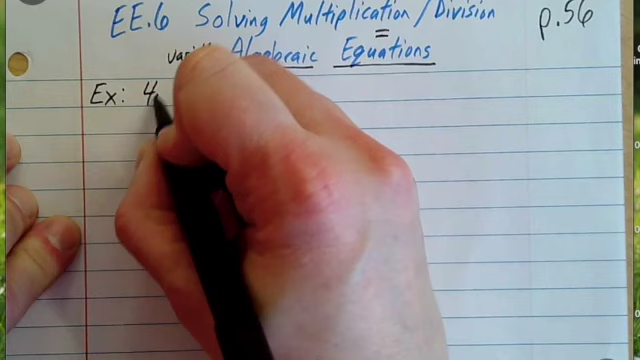 EE.6 Solving Multiplication/Division p.56
Algebraic Equations
Ex: 4